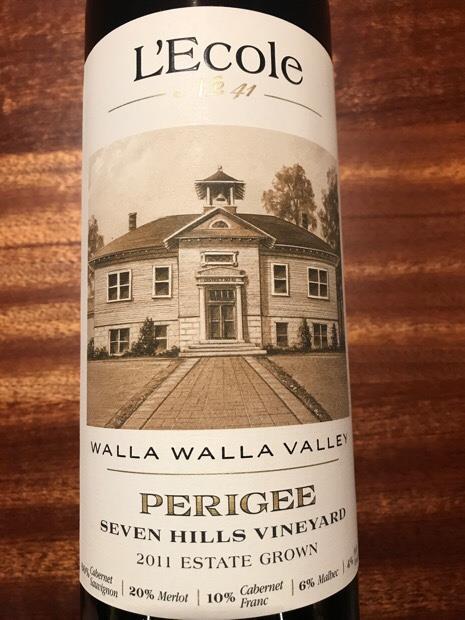 L'Ecole
№ 41
WALLA WALLA VALLEY
PERIGEE
SEVEN HILLS VINEYARD
2011 ESTATE GROWN
Cabernet Sauvignon | 20% Merlot | 10% Cabernet Franc | 6% Malbec | 4%